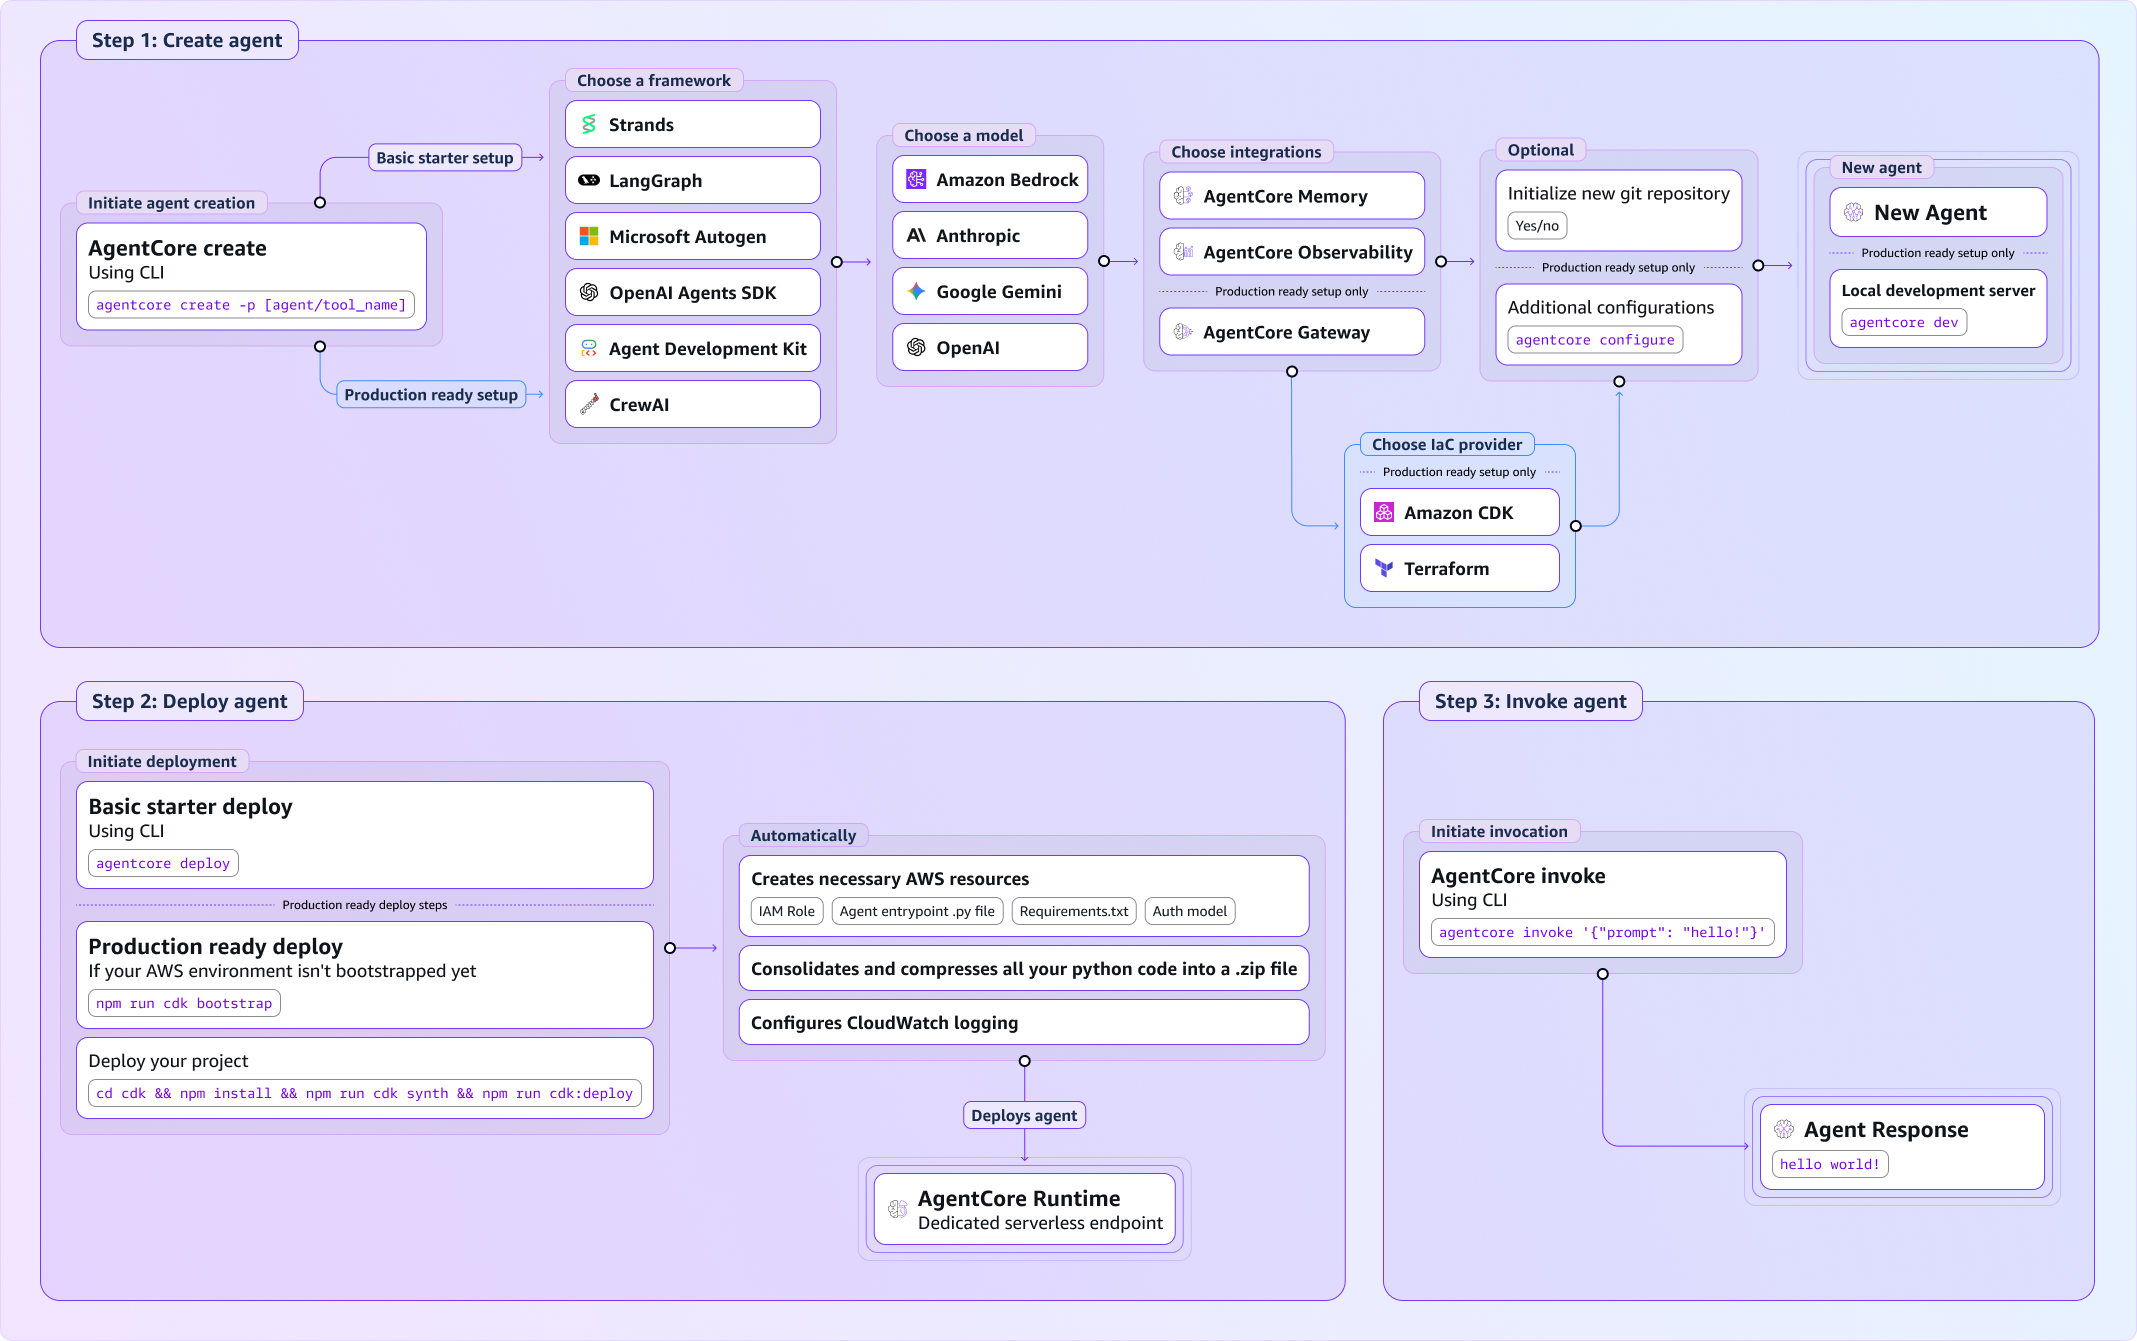 Step 1: Create agent
Initiate agent creation
AgentCore create
Using CLI
agentcore create -p [agent/tool_name]
Basic starter setup
Production ready setup
Choose a framework
Strands
LangGraph
Microsoft Autogen
OpenAI Agents SDK
Agent Development Kit
CrewAI
Choose a model
Amazon Bedrock
Anthropic
Google Gemini
OpenAI
Choose integrations
AgentCore Memory
AgentCore Observability
Production ready setup only
AgentCore Gateway
Choose IaC provider
Production ready setup only
Amazon CDK
Terraform
Optional
Initialize new git repository
Yes/no
Production ready setup only
Additional configurations
agentcore configure
New agent
New Agent
Production ready setup only
Local development server
agentcore dev
Step 2: Deploy agent
Initiate deployment
Basic starter deploy
Using CLI
agentcore deploy
Production ready deploy steps
Production ready deploy
If your AWS environment isn't bootstrapped yet
npm run cdk bootstrap
Deploy your project
cd cdk && npm install && npm run cdk synth && npm run cdk:deploy
Automatically
Creates necessary AWS resources
IAM Role
Agent entrypoint .py file
Requirements.txt
Auth model
Consolidates and compresses all your python code into a .zip file
Configures CloudWatch logging
Deploys agent
AgentCore Runtime
Dedicated serverless endpoint
Step 3: Invoke agent
Initiate invocation
AgentCore invoke
Using CLI
agentcore invoke '{"prompt": "hello!"}'
Agent Response
hello world!